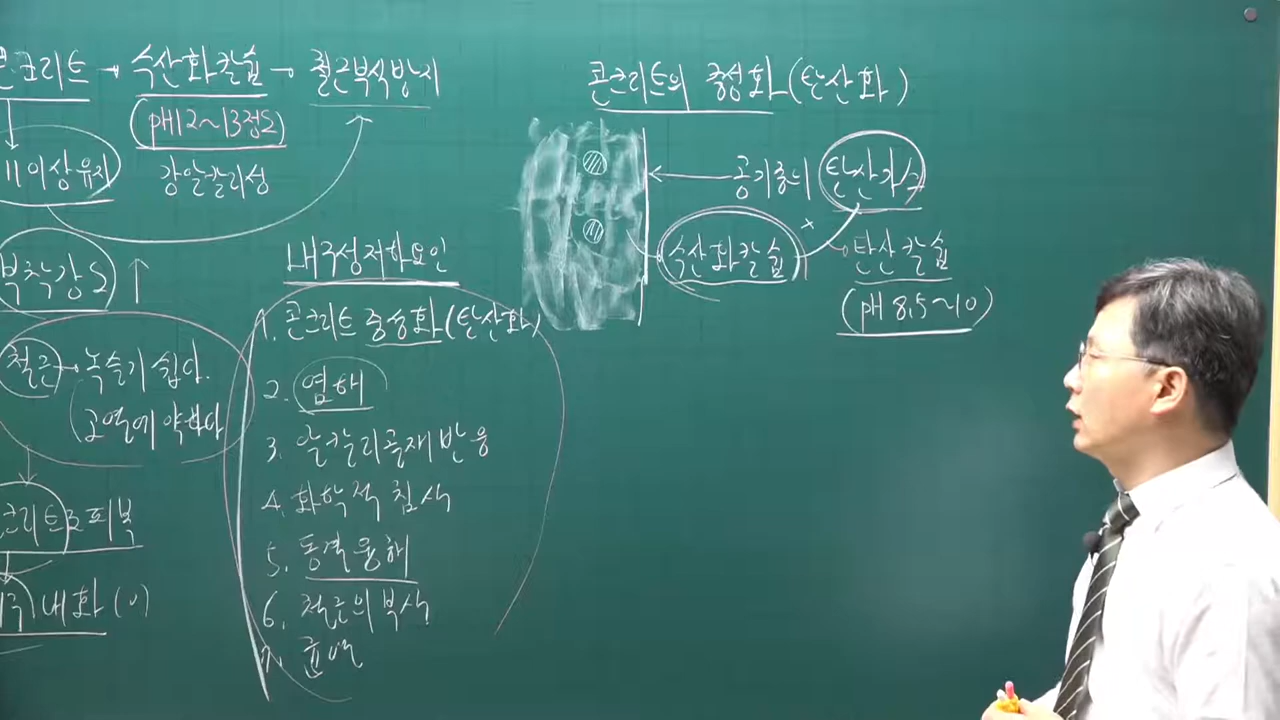 콘크리트 → 수산화칼슘 → 철근부식방지
(pH12~13정도)
11이상유지
강알칼리성
부착강도 ↑
철근 → 녹슬기 쉽다.
고열에 약하다
크리트로 피복
내화(0)
내구성저하요인
1. 콘크리트 중성화(탄산화)
2. 염해
3. 알칼리골재반응
4. 화학적 침식
5. 동결융해
6. 철근의 부식
7. 균열
콘크리트의 중성화(탄산화)
공기중의 탄산가스
수산화칼슘 + → 탄산칼슘
(pH 8.5~10)